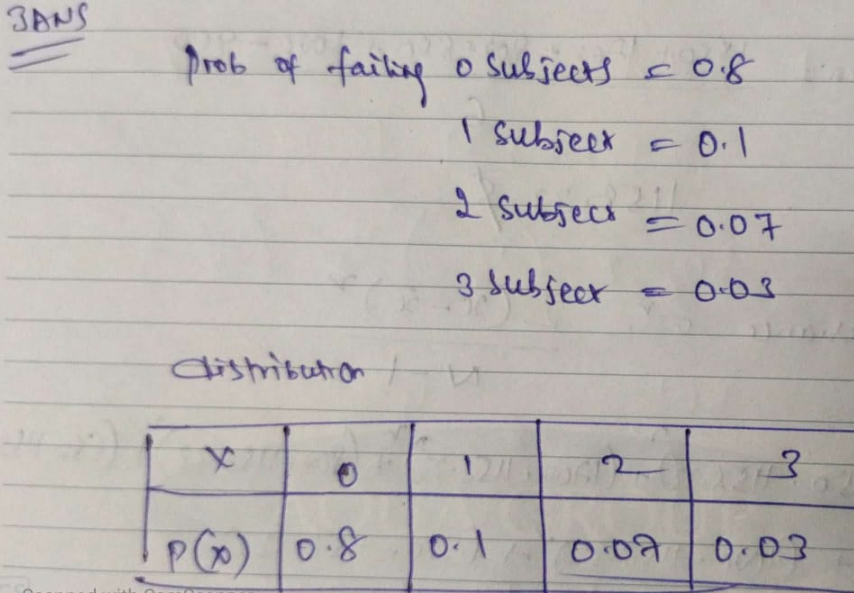 3ANS
Prob of failing 0 subjects = 0.8
1 subject = 0.1
2 subject = 0.07
3 subject = 0.03
Distribution
X 0 1 2 3
P(x) 0.8 0.1 0.07 0.03